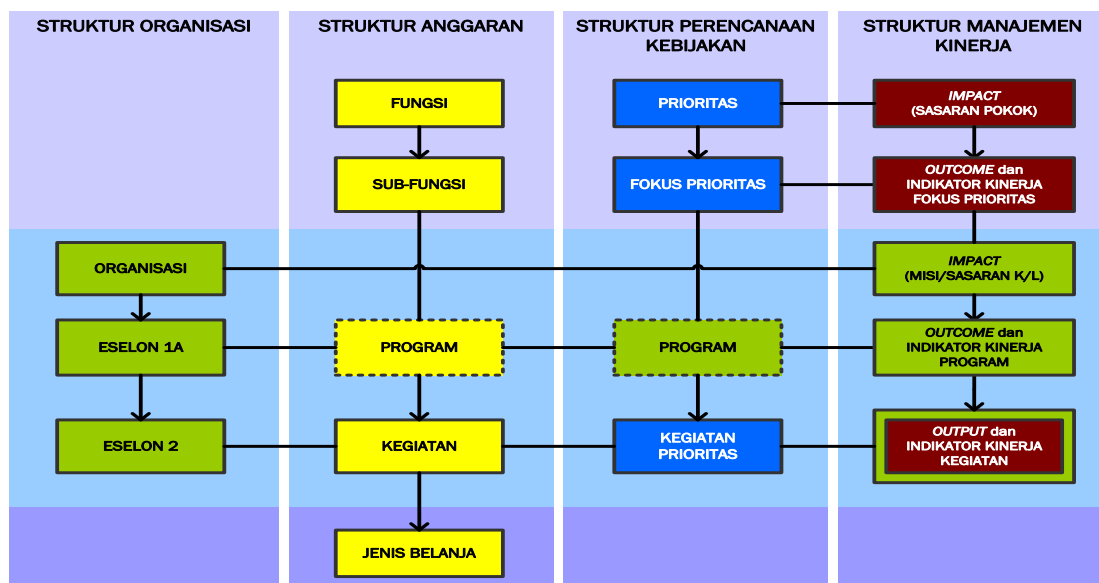 STRUKTUR ORGANISASI
STRUKTUR ANGGARAN
STRUKTUR PERENCANAAN
KEBIJAKAN
STRUKTUR MANAJEMEN
KINERJA
FUNGSI
PRIORITAS
IMPACT
(SASARAN POKOK)
SUB-FUNGSI
FOKUS PRIORITAS
OUTCOME dan
INDIKATOR KINERJA
FOKUS PRIORITAS
ORGANISASI
IMPACT
(MISI/SASARAN K/L)
ESELON 1A
PROGRAM
PROGRAM
OUTCOME dan
INDIKATOR KINERJA
PROGRAM
ESELON 2
KEGIATAN
KEGIATAN
PRIORITAS
OUTPUT dan
INDIKATOR KINERJA
KEGIATAN
JENIS BELANJA